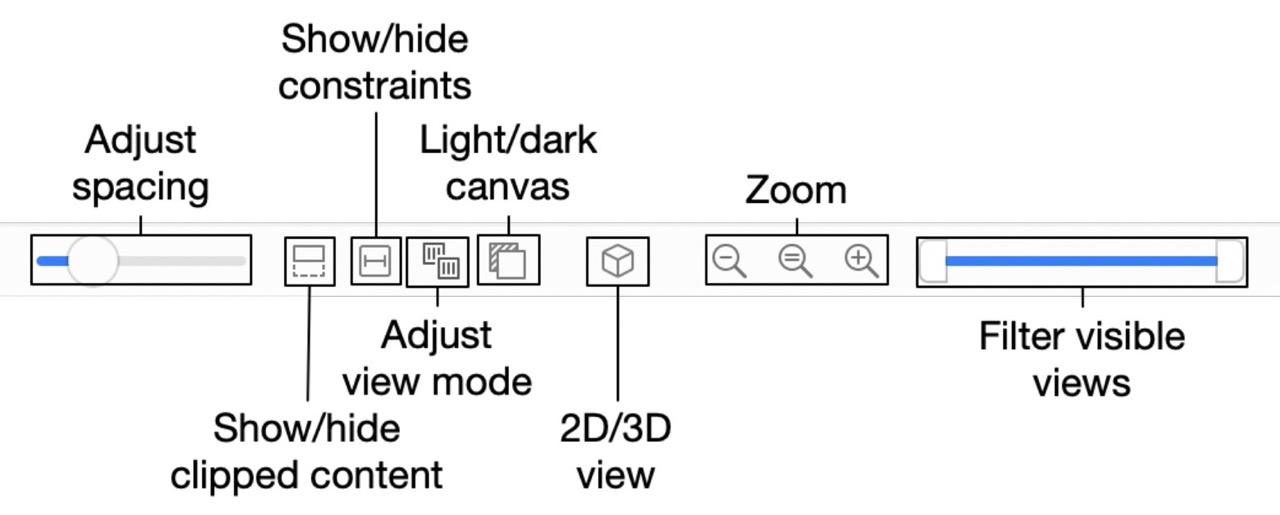 Show/hide
constraints
Adjust
spacing
Light/dark
canvas
Zoom
Adjust
view mode
Filter visible
views
Show/hide
clipped content
2D/3D
view